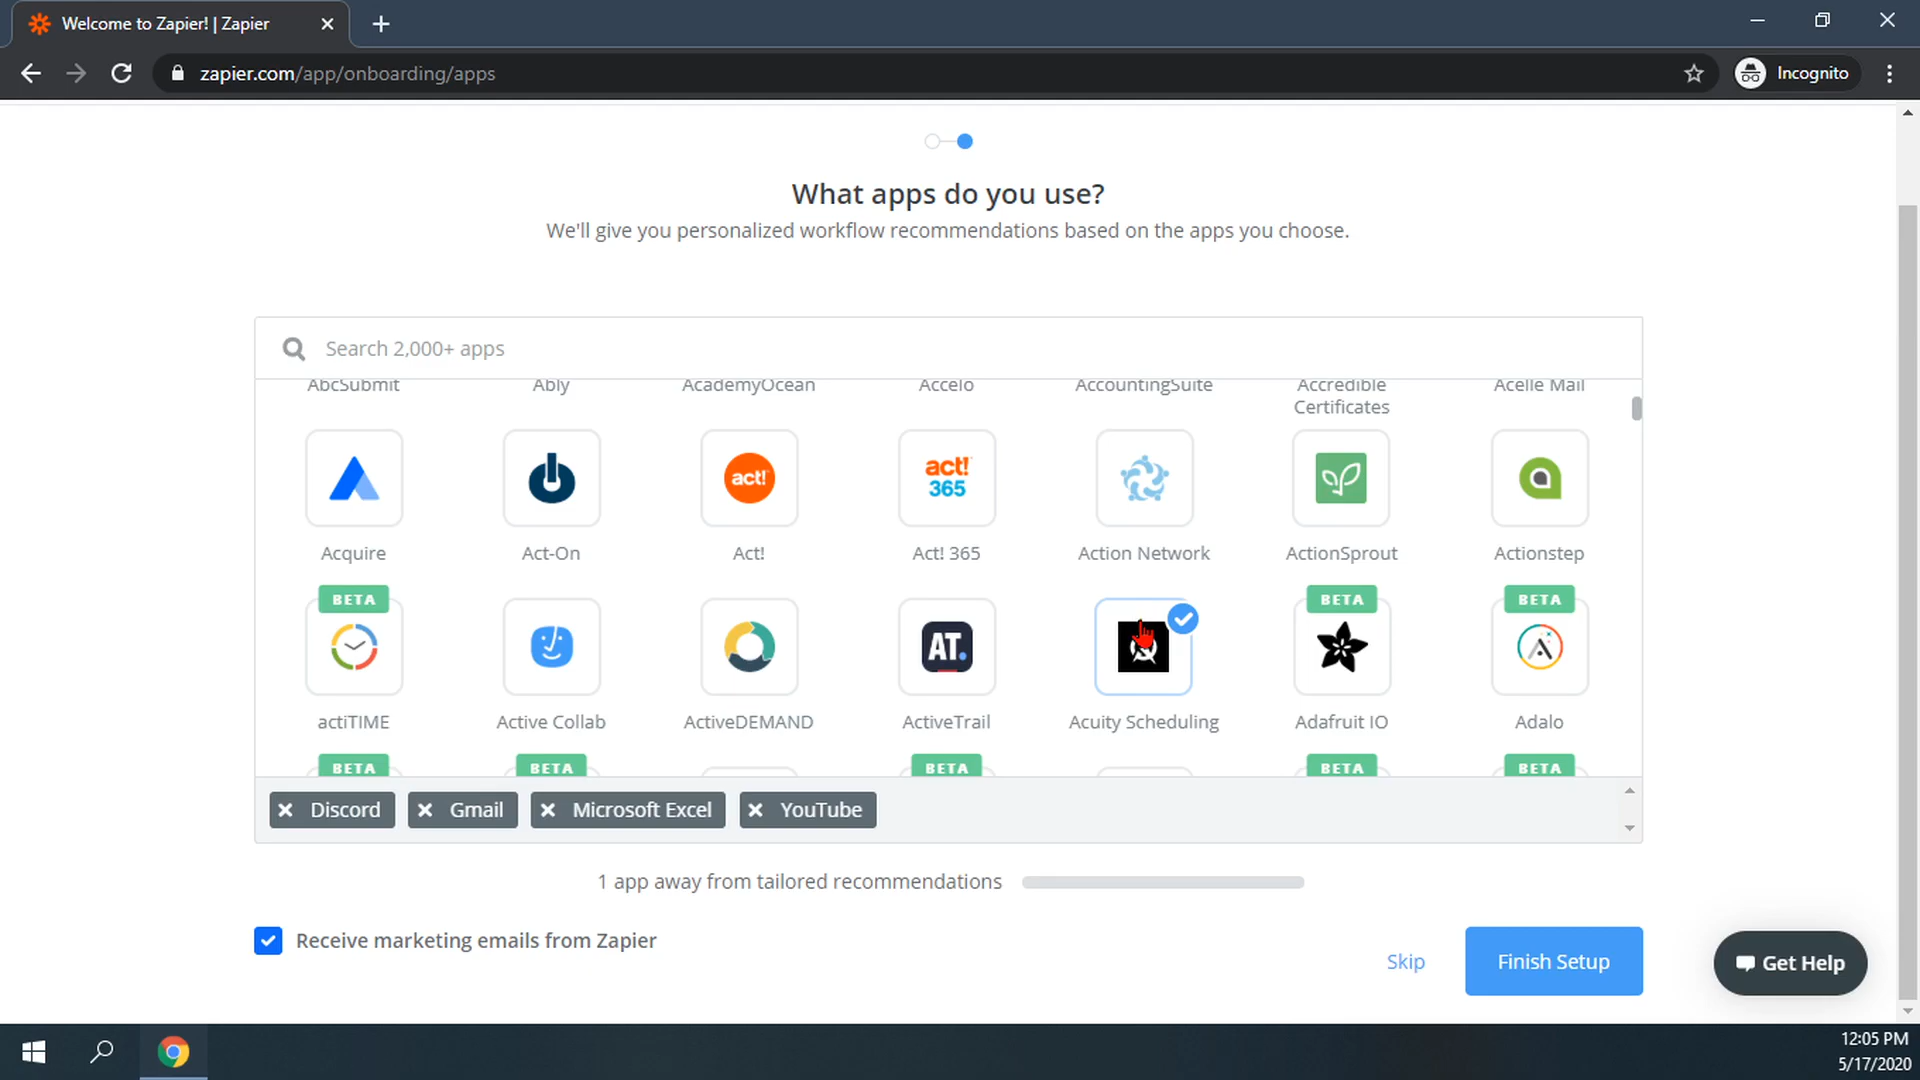 Welcome to Zapier! | Zapier
zapier.com/app/onboarding/apps
Incognito
What apps do you use?
We'll give you personalized workflow recommendations based on the apps you choose.
Search 2,000+ apps
AbcSubmit Ably AcademyOcean Accelo AccountingSuite Accredible Certificates Acelle Mail
act! act! 365
Acquire Act-On Act! Act! 365 Action Network ActionSprout Actionstep
BETA BETA BETA
AT.
actiTIME Active Collab ActiveDEMAND ActiveTrail Acuity Scheduling Adafruit IO Adalo
BETA BETA BETA BETA BETA
Discord Gmail Microsoft Excel YouTube
1 app away from tailored recommendations
Receive marketing emails from Zapier
Skip
Finish Setup
Get Help
12:05 PM
5/17/2020